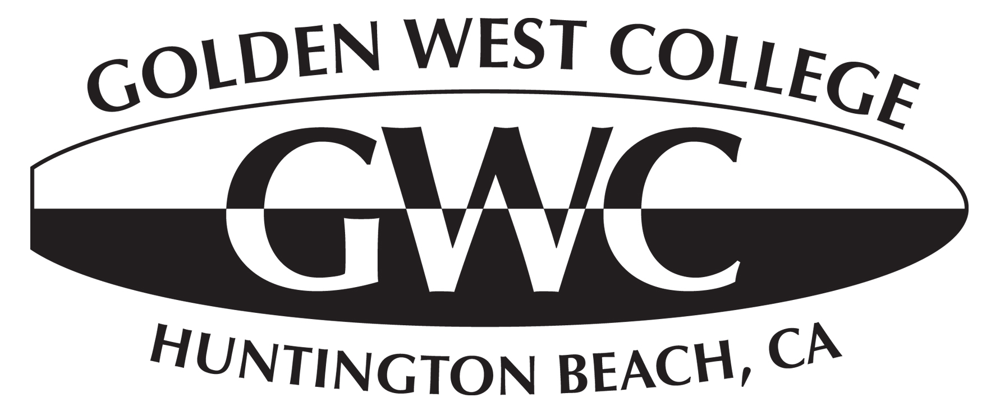 GOLDEN WEST COLLEGE
GWC
HUNTINGTON BEACH, CA